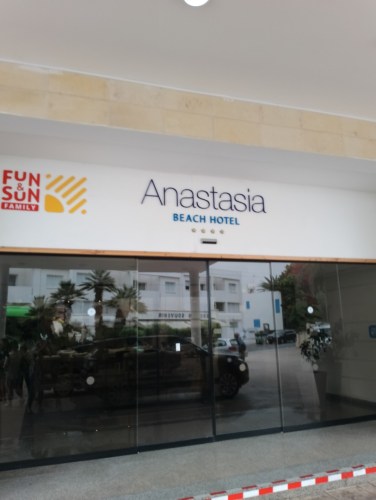 FUN
&
SUN
FAMILY
Anastasia
BEACH HOTEL